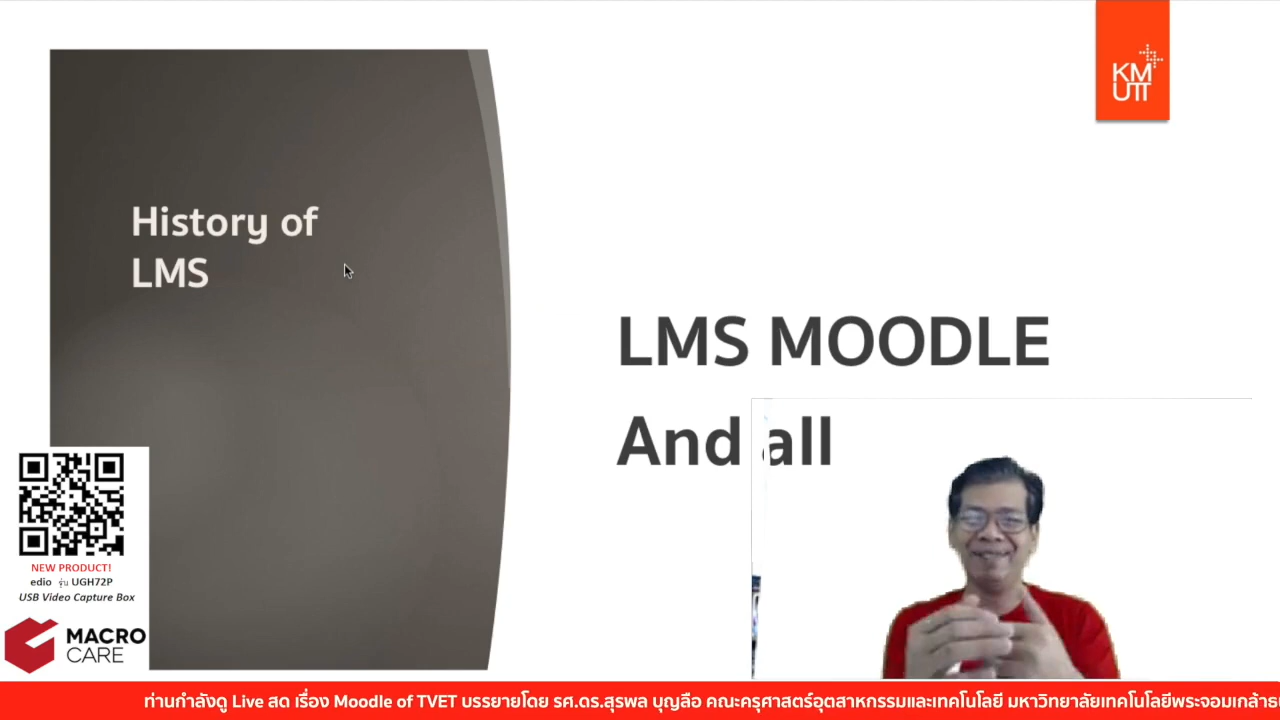 KM
UTT
History of
LMS
LMS MOODLE
And all
NEW PRODUCT!
edio รุ่น UGH72P
USB Video Capture Box
MACRO
CARE
ท่านกำลังดู Live สด เรื่อง Moodle of TVET บรรยายโดย รศ.ดร.สุรพล บุญลือ คณะครุศาสตร์อุตสาหกรรมและเทคโนโลยี มหาวิทยาลัยเทคโนโลยีพระจอมเกล้าธ